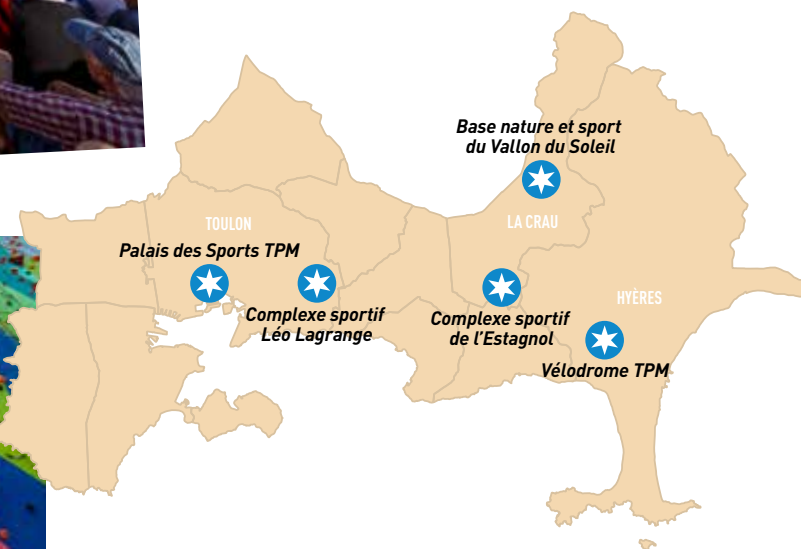 Base nature et sport
du Vallon du Soleil
TOULON
LA CRAU
Palais des Sports TPM
Complexe sportif
Léo Lagrange
Complexe sportif
de l’Estagnol
HYÈRES
Vélodrome TPM